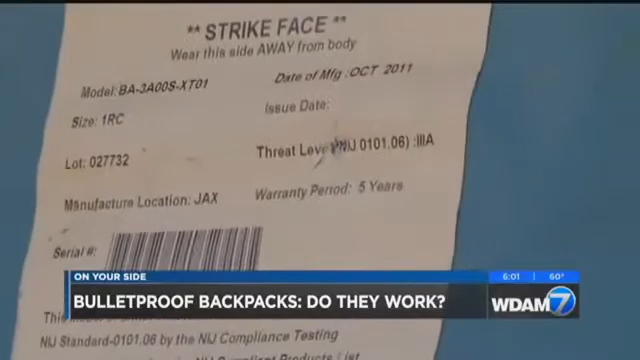 ** STRIKE FACE **
Wear this side AWAY from body
Model: BA-3A00S-XT01
Date of Mfg :OCT 2011
Size: 1RC
Issue Date:
Lot: 027732
Threat Level(NIJ 0101.06) :IIIA
Manufacture Location: JAX
Warranty Period: 5 Years
Serial #:
ON YOUR SIDE
6:01 60°
BULLETPROOF BACKPACKS: DO THEY WORK?
WDAM7
NIJ Standard-0101.06 by the NIJ Compliance Testing